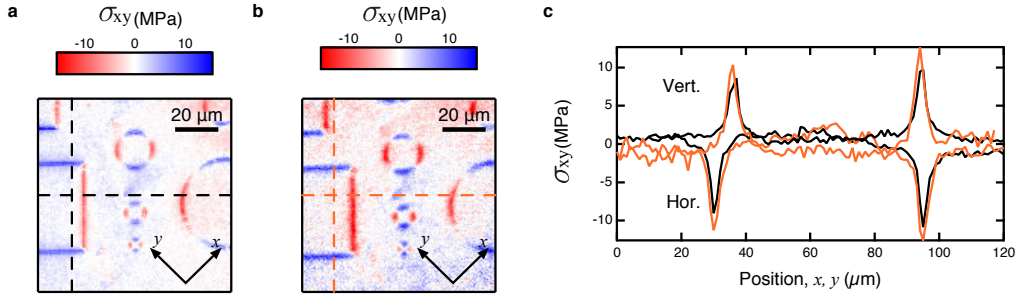 a
σxy (MPa)
-10 0 10
20 µm
y x
b
σxy (MPa)
-10 0 10
20 µm
y x
c
10
5
0
-5
-10
σxy (MPa)
Vert.
Hor.
0 20 40 60 80 100 120
Position, x, y (µm)